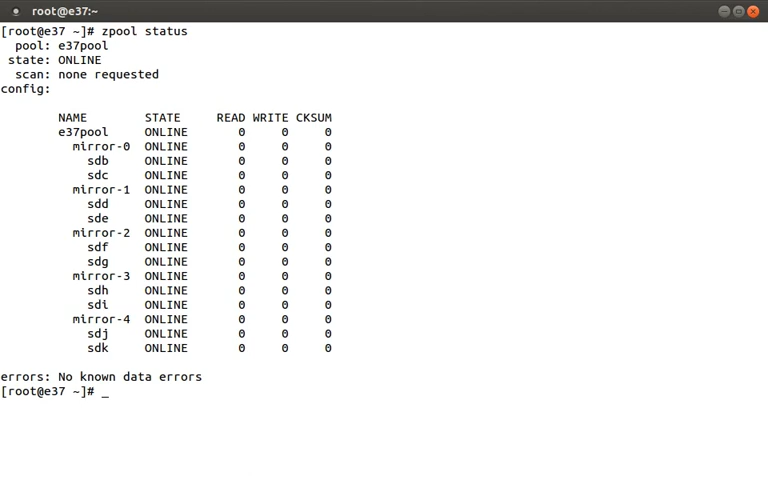 root@e37:~
[root@e37 ~]# zpool status
  pool: e37pool
 state: ONLINE
  scan: none requested
config:
        NAME        STATE     READ WRITE CKSUM
        e37pool     ONLINE       0     0     0
          mirror-0  ONLINE       0     0     0
            sdb     ONLINE       0     0     0
            sdc     ONLINE       0     0     0
          mirror-1  ONLINE       0     0     0
            sdd     ONLINE       0     0     0
            sde     ONLINE       0     0     0
          mirror-2  ONLINE       0     0     0
            sdf     ONLINE       0     0     0
            sdg     ONLINE       0     0     0
          mirror-3  ONLINE       0     0     0
            sdh     ONLINE       0     0     0
            sdi     ONLINE       0     0     0
          mirror-4  ONLINE       0     0     0
            sdj     ONLINE       0     0     0
            sdk     ONLINE       0     0     0
errors: No known data errors
[root@e37 ~]# _